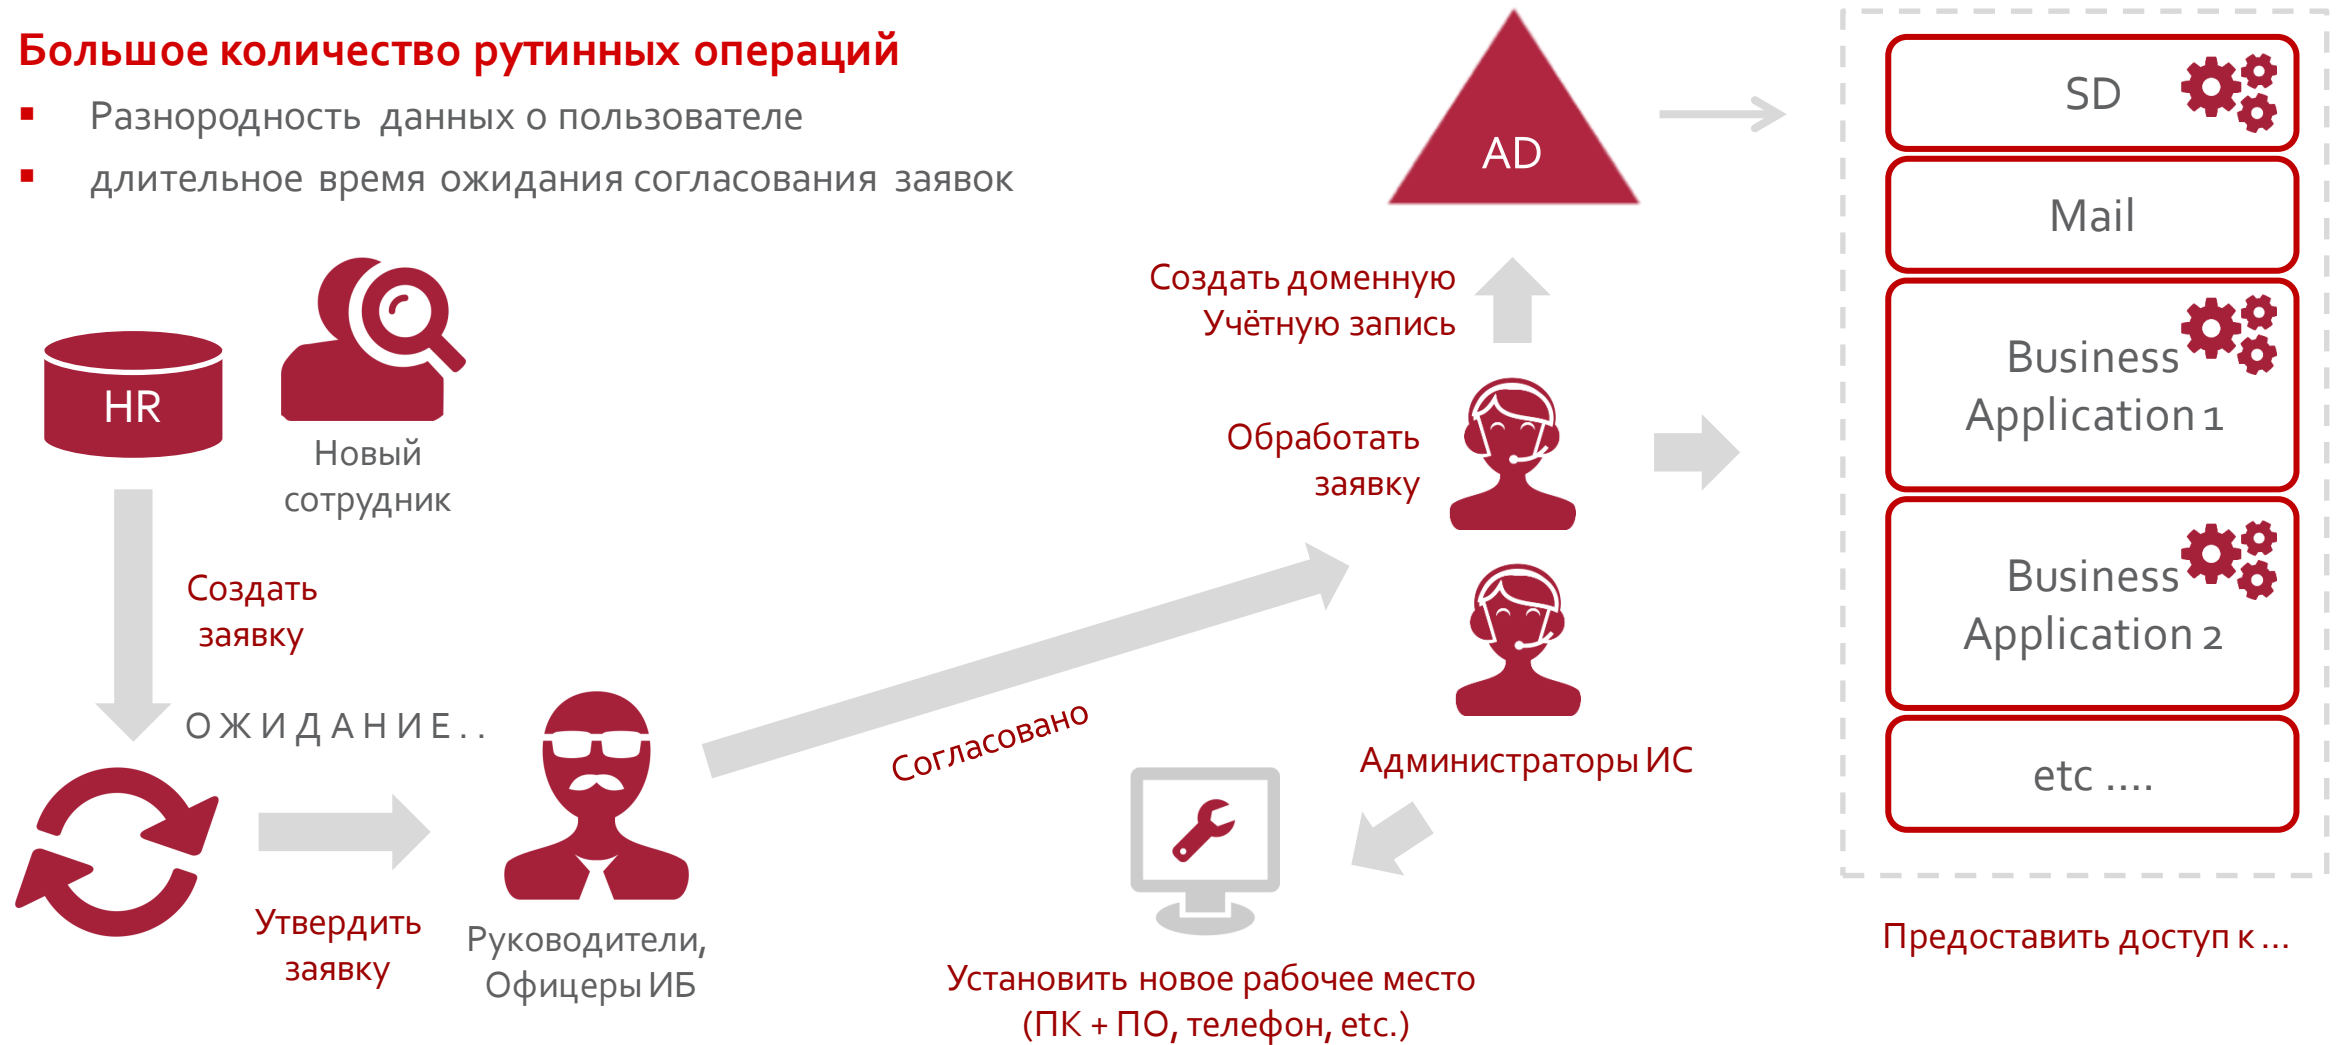 Большое количество рутинных операций
▪ Разнородность данных о пользователе
▪ длительное время ожидания согласования заявок
HR
Новый
сотрудник
Создать
заявку
ОЖИДАНИЕ..
Утвердить
заявку
Руководители,
Офицеры ИБ
Согласовано
AD
Создать доменную
Учётную запись
Обработать
заявку
Администраторы ИС
Установить новое рабочее место
(ПК + ПО, телефон, etc.)
SD
Mail
Business
Application 1
Business
Application 2
etc ....
Предоставить доступ к ...